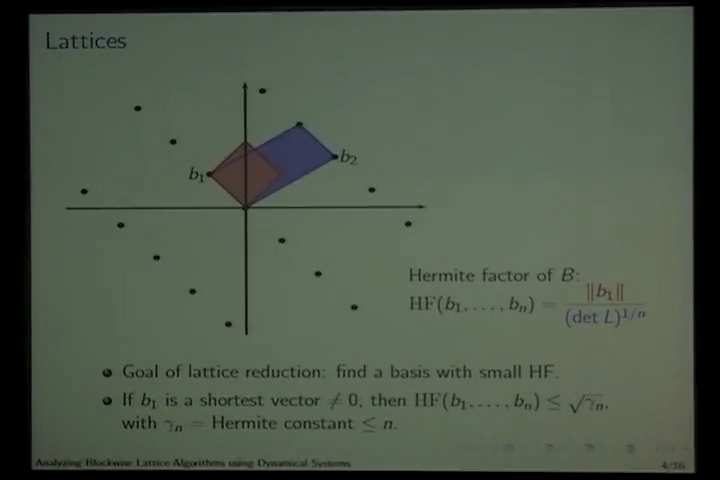 Lattices
b₁
b₂
Hermite factor of B:
HF(b₁, . . . , bₙ) = ‖b₁‖ / (det L)^{1/n}
• Goal of lattice reduction: find a basis with small HF.
• If b₁ is a shortest vector ≠ 0, then HF(b₁, . . . , bₙ) ≤ √γₙ,
with γₙ = Hermite constant ≤ n.
Analyzing Blockwise Lattice Algorithms using Dynamical Systems
4/16